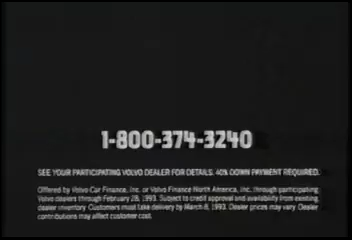 1-800-374-3240
SEE YOUR PARTICIPATING VOLVO DEALER FOR DETAILS. 40% DOWN PAYMENT REQUIRED.
Offered by Volvo Car Finance, Inc. or Volvo Finance North America, Inc. through participating
Volvo dealers through February 28, 1993. Subject to credit approval and availability from existing
dealer inventory. Customers must take delivery by March 8, 1993. Dealer prices may vary. Dealer
contributions may affect customer cost.